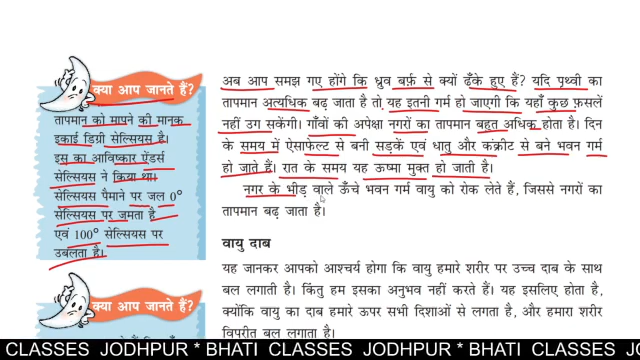 क्या आप जानते हैं?
तापमान को मापने की मानक
इकाई डिग्री सेल्सियस है।
इस का आविष्कार ऐंडर्स
सेल्सियस ने किया था।
सेल्सियस पैमाने पर जल 0°
सेल्सियस पर जमता है
एवं 100° सेल्सियस पर
उबलता है।
क्या आप जानते हैं?
अब आप समझ गए होंगे कि ध्रुव बर्फ़ से क्यों ढँके हुए हैं? यदि पृथ्वी का
तापमान अत्यधिक बढ़ जाता है तो यह इतनी गर्म हो जाएगी कि यहाँ कुछ फ़सलें
नहीं उग सकेंगी। गाँवों की अपेक्षा नगरों का तापमान बहुत अधिक होता है। दिन
के समय में ऐसाफेल्ट से बनी सड़कें एवं धातु और कंक्रीट से बने भवन गर्म
हो जाते हैं। रात के समय यह ऊष्मा मुक्त हो जाती है।
नगर के भीड़ वाले ऊँचे भवन गर्म वायु को रोक लेते हैं, जिससे नगरों का
तापमान बढ़ जाता है।
वायु दाब
यह जानकर आपको आश्चर्य होगा कि वायु हमारे शरीर पर उच्च दाब के साथ
बल लगाती है। किंतु हम इसका अनुभव नहीं करते हैं। यह इसलिए होता है,
क्योंकि वायु का दाब हमारे ऊपर सभी दिशाओं से लगता है, और हमारा शरीर
विपरीत बल लगाता है।
CLASSES JODHPUR * BHATI CLASSES JODHPUR * BHATI CLASSES JO